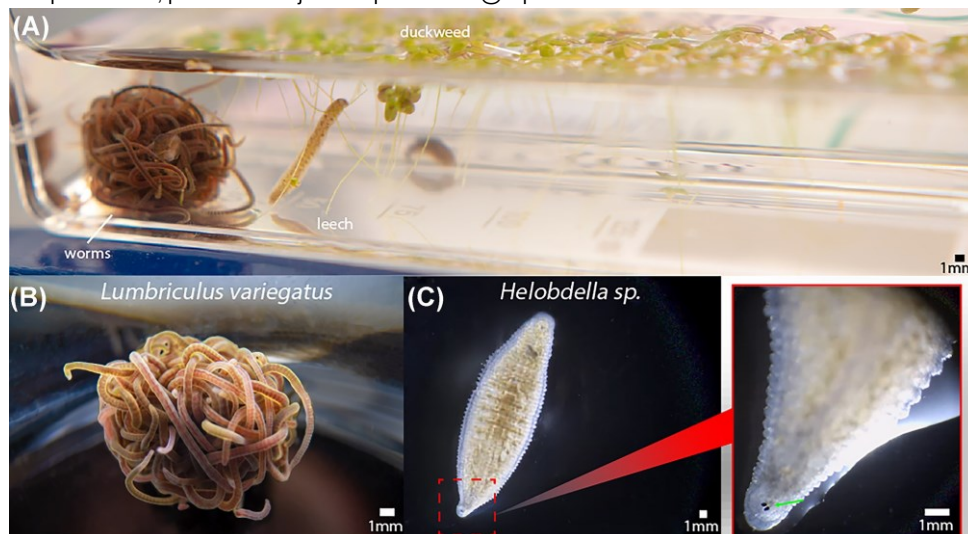 (A)
duckweed
leech
worms
1mm
(B)
Lumbriculus variegatus
1mm
(C)
Helobdella sp.
1mm
1mm